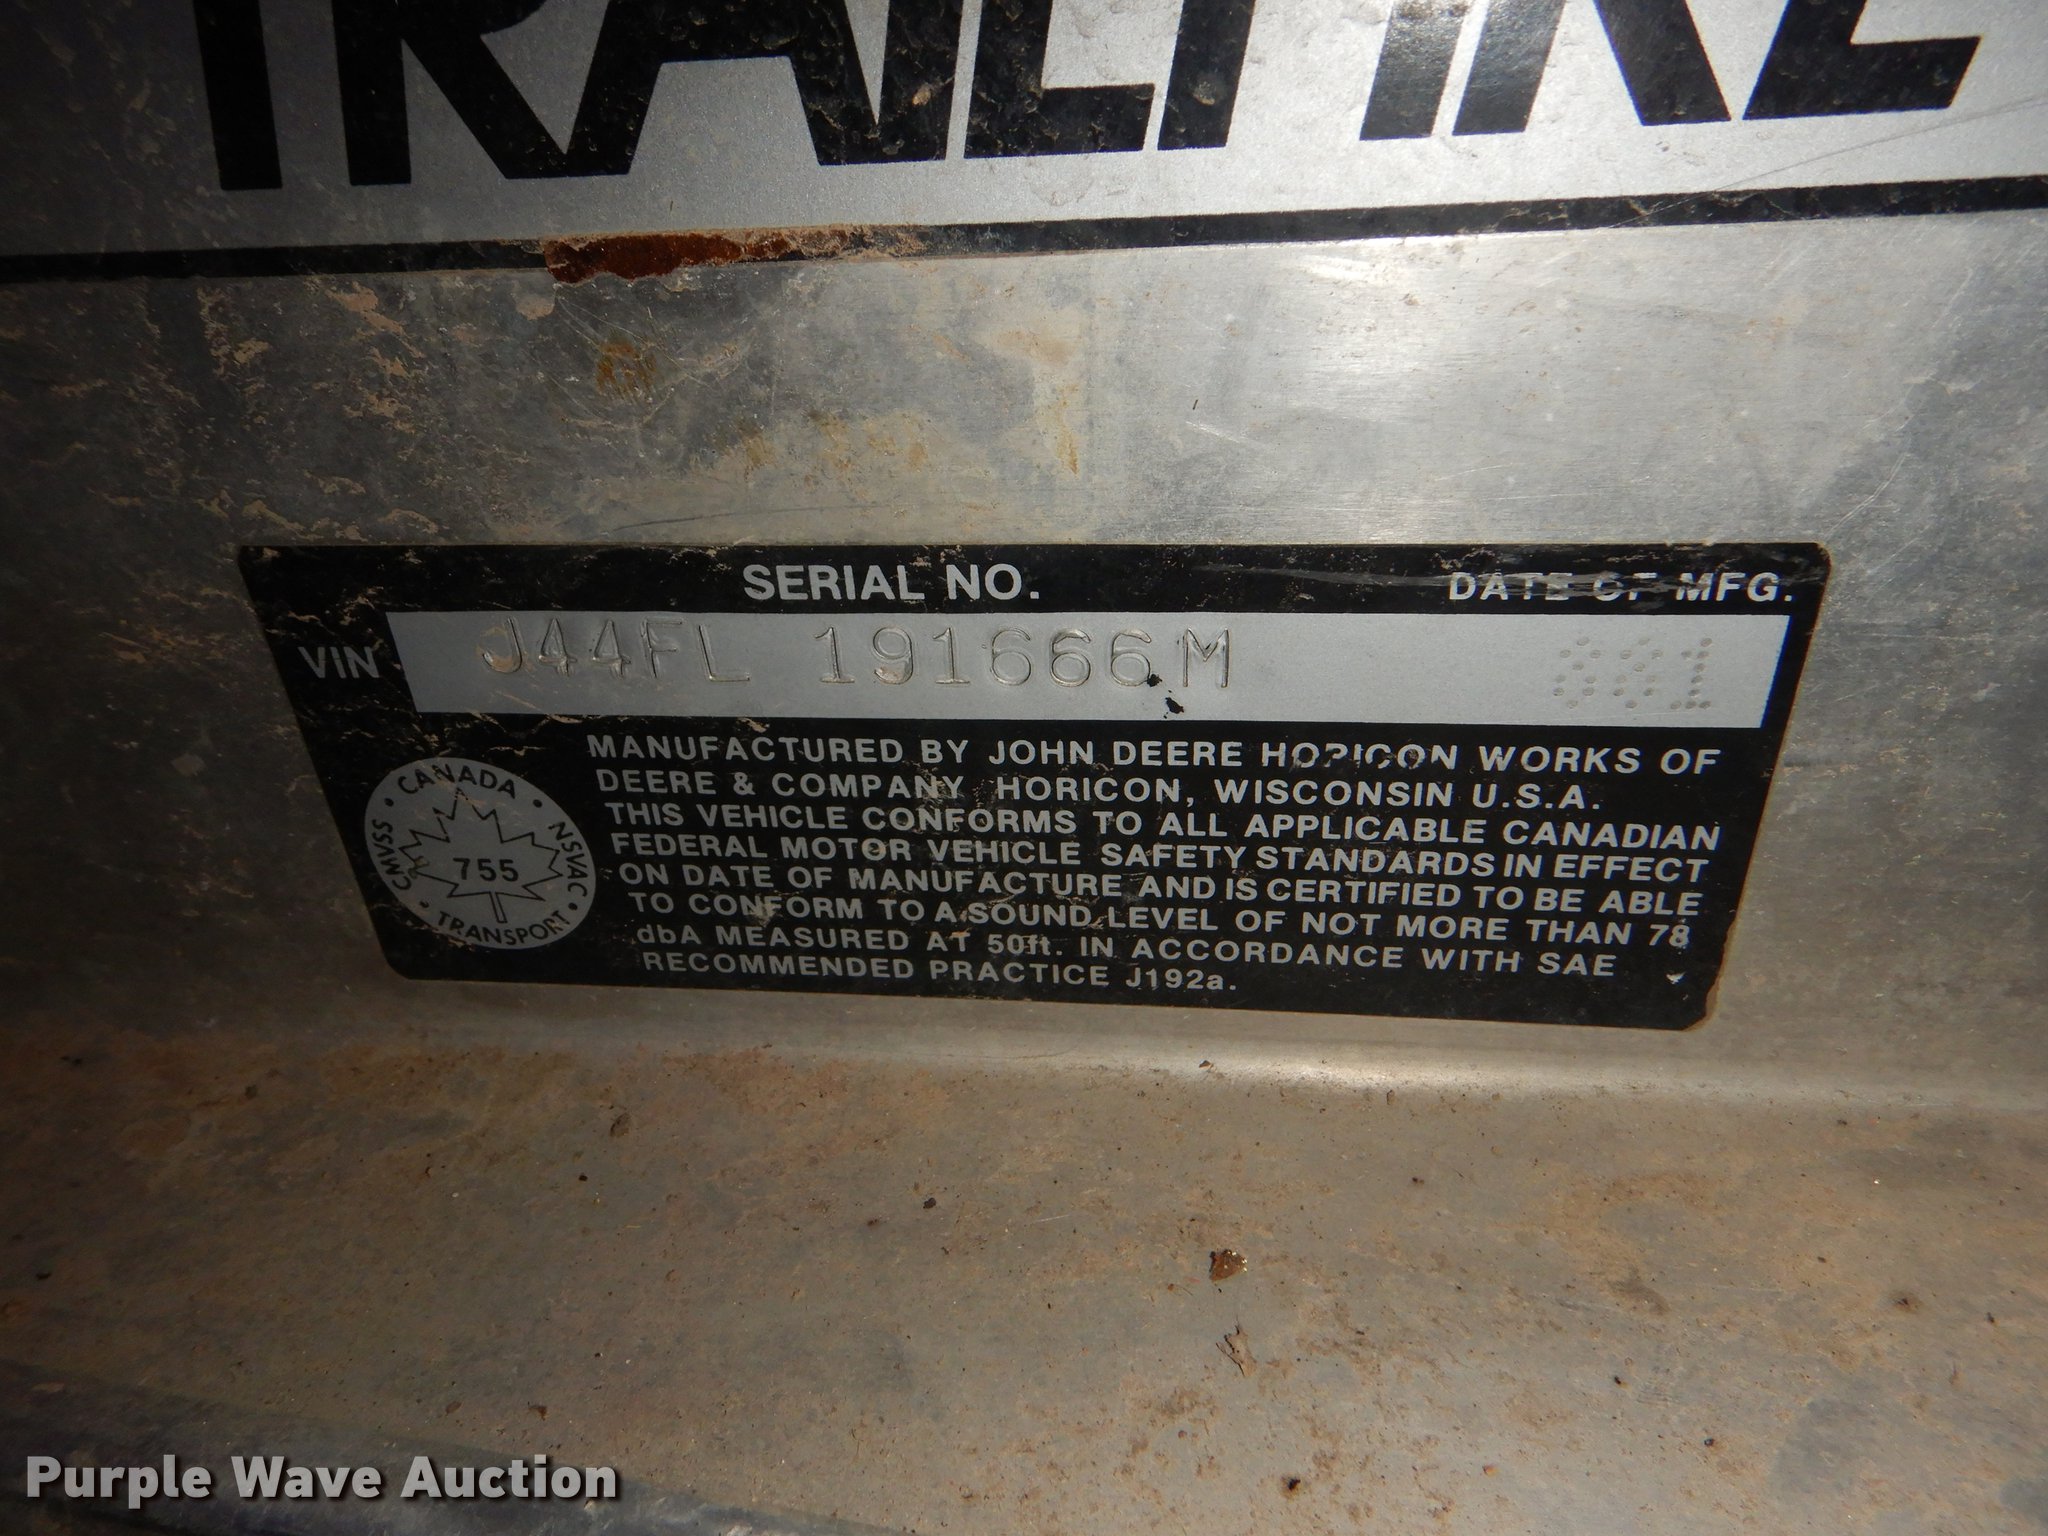 TRAILFIRE
SERIAL NO.
DATE OF MFG.
VIN J44FL 191666M
MANUFACTURED BY JOHN DEERE HORICON WORKS OF
DEERE & COMPANY HORICON, WISCONSIN U.S.A.
THIS VEHICLE CONFORMS TO ALL APPLICABLE CANADIAN
FEDERAL MOTOR VEHICLE SAFETY STANDARDS IN EFFECT
ON DATE OF MANUFACTURE AND IS CERTIFIED TO BE ABLE
TO CONFORM TO A SOUND LEVEL OF NOT MORE THAN 78
dbA MEASURED AT 50ft. IN ACCORDANCE WITH SAE
RECOMMENDED PRACTICE J192a.
CANADA
CMVSS
NSVAC
755
TRANSPORT
Purple Wave Auction